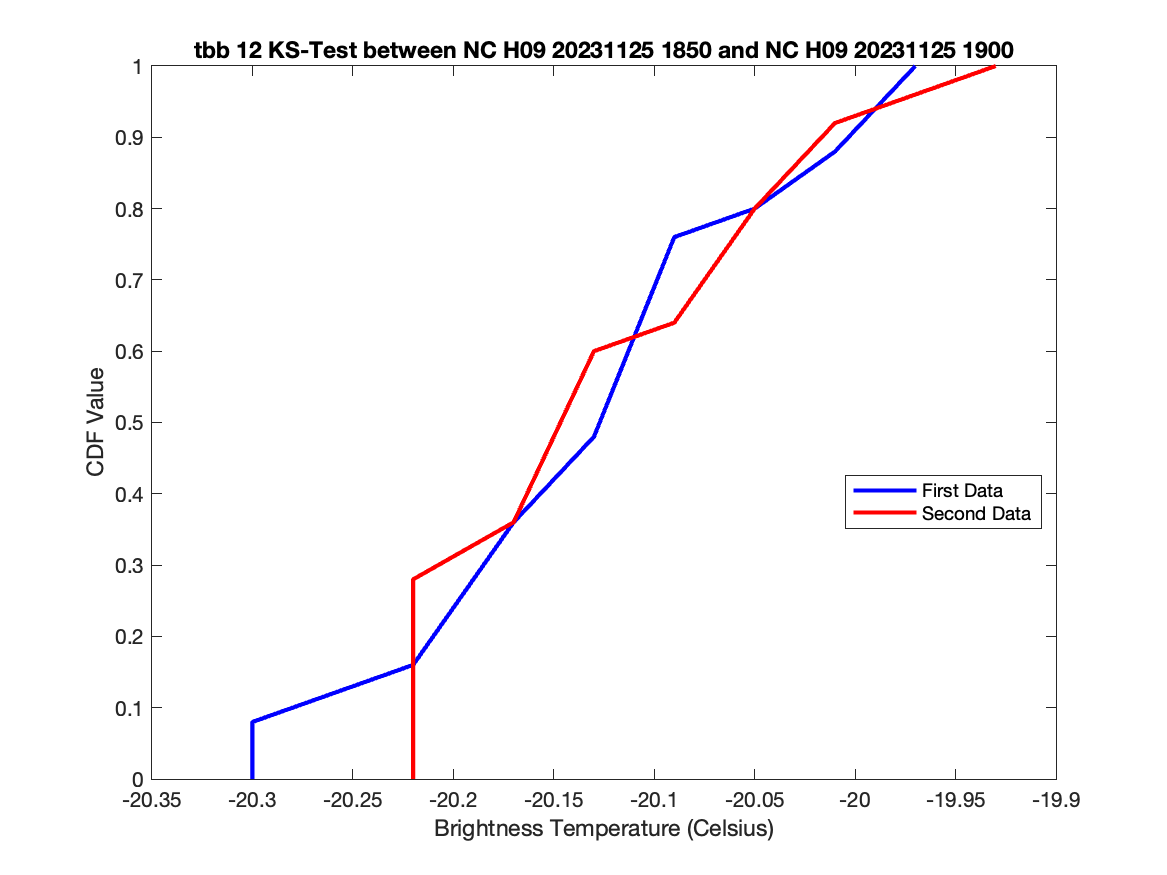 tbb 12 KS-Test between NC H09 20231125 1850 and NC H09 20231125 1900
1
0.9
0.8
0.7
0.6
0.5
0.4
0.3
0.2
0.1
0
CDF Value
First Data
Second Data
-20.35 -20.3 -20.25 -20.2 -20.15 -20.1 -20.05 -20 -19.95 -19.9
Brightness Temperature (Celsius)